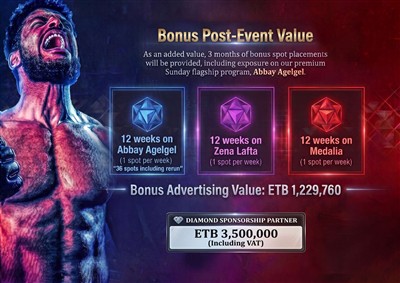 Bonus Post-Event Value
As an added value, 3 months of bonus spot placements
will be provided, including exposure on our premium
Sunday flagship program, Abbay Agelgel.
12 weeks on
Abbay Agelgel
(1 spot per week)
"36 spots including rerun"
12 weeks on
Zena Lafta
(1 spot per week)
12 weeks on
Medalia
(1 spot per week)
Bonus Advertising Value: ETB 1,229,760
DIAMOND SPONSORSHIP PARTNER
ETB 3,500,000
(Including VAT)